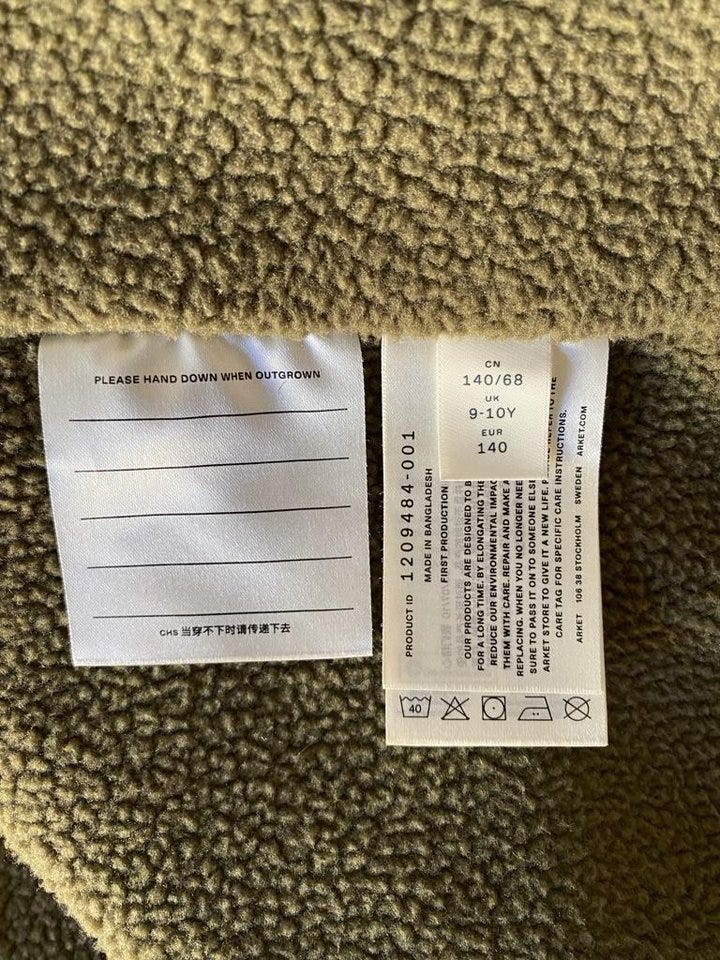 PLEASE HAND DOWN WHEN OUTGROWN
CHS 当穿不下时请传递下去
CN
140/68
UK
9-10Y
EUR
140
PRODUCT ID 1209484-001
MADE IN BANGLADESH
FIRST PRODUCTION
OUR PRODUCTS ARE DESIGNED TO
FOR A LONG TIME. BY ELONGATING THE
REDUCE OUR ENVIRONMENTAL
THEM WITH CARE. REPAIR AND MAKE
REPLACING. WHEN YOU NO LONGER
SURE TO PASS IT ON TO SOMEONE
ARKET STORE TO GIVE IT A NEW LIFE. REFER TO THE
CARE TAG FOR SPECIFIC CARE INSTRUCTIONS.
ARKET 106 38 STOCKHOLM SWEDEN ARKET.COM
40